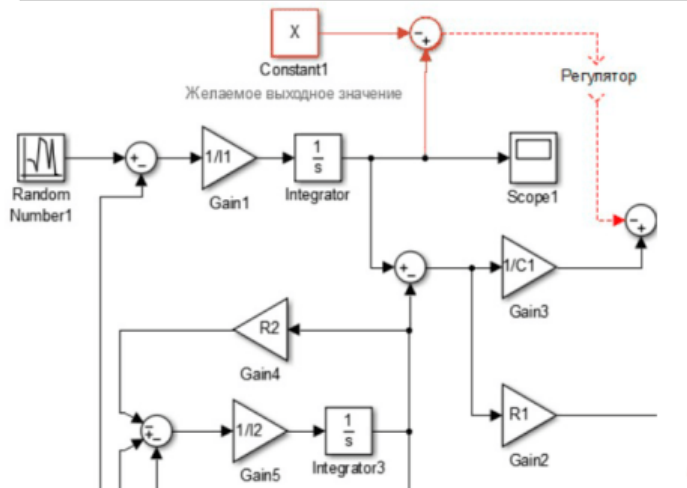 X
Constant1
Желаемое выходное значение
Регулятор
Random
Number1
1/I1
Gain1
1
s
Integrator
Scope1
1/C1
Gain3
R2
Gain4
R1
Gain2
1/I2
Gain5
1
s
Integrator3